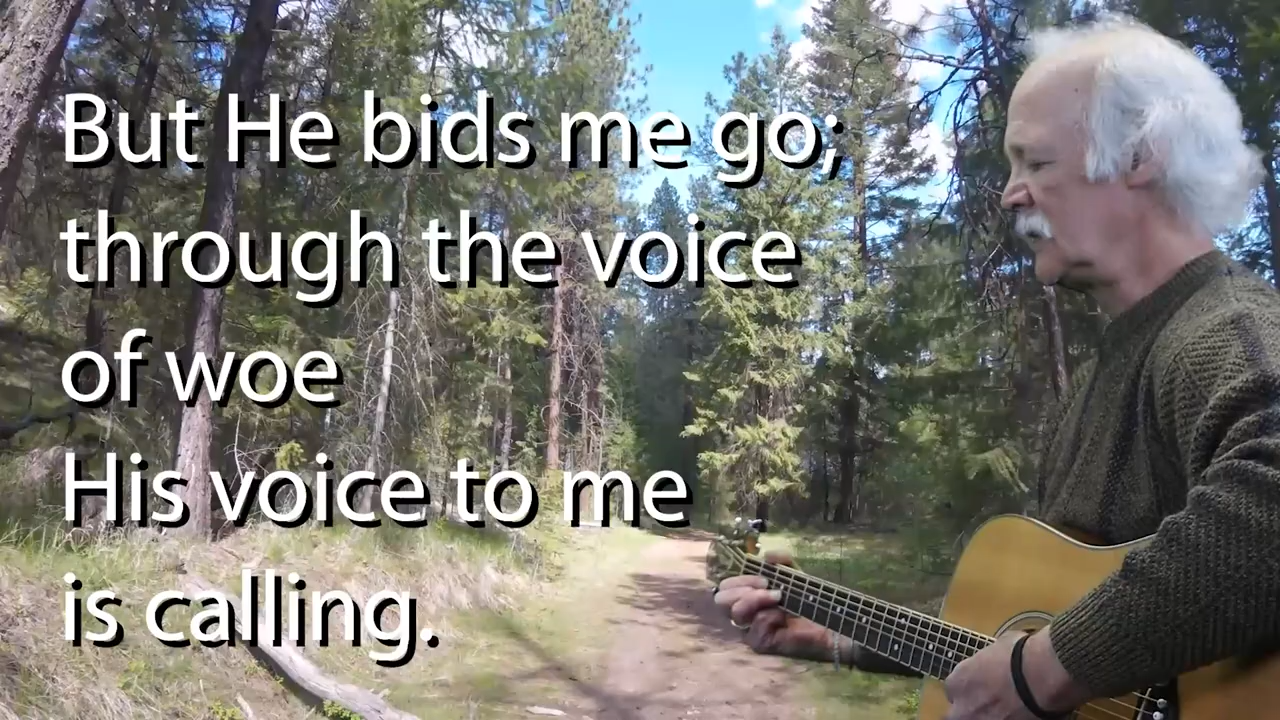 But He bids me go;
through the voice
of woe
His voice to me
is calling.